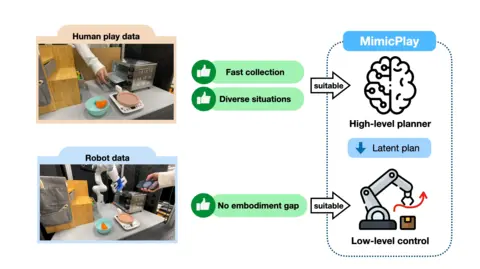 Human play data
Fast collection
Diverse situations
suitable
MimicPlay
High-level planner
Latent plan
Robot data
No embodiment gap
suitable
Low-level control